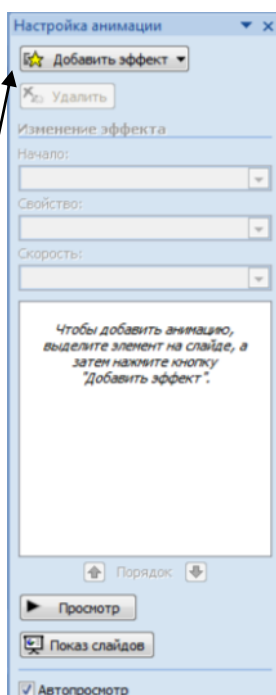 Настройка анимации
Добавить эффект
Удалить
Изменение эффекта
Начало:
Свойство:
Скорость:
Чтобы добавить анимацию,
выделите элемент на слайде, а
затем нажмите кнопку
"Добавить эффект".
Порядок
Просмотр
Показ слайдов
Автопросмотр